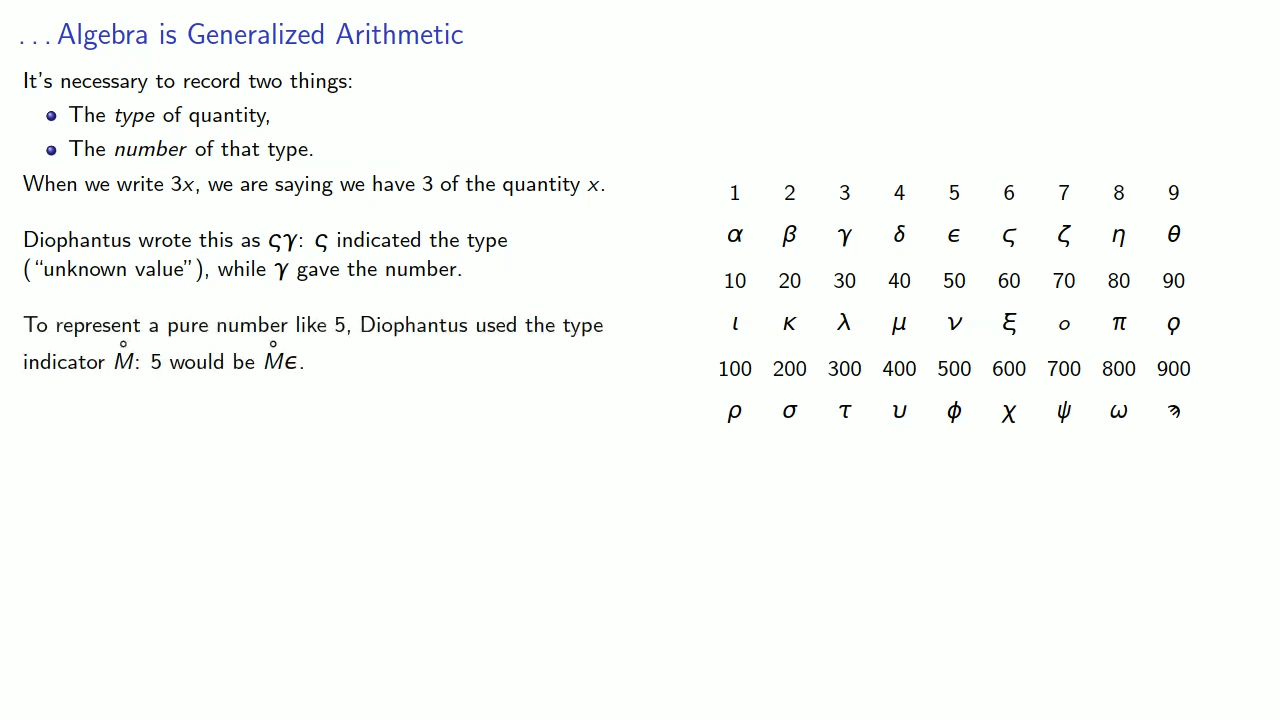 ...Algebra is Generalized Arithmetic
It's necessary to record two things:
The type of quantity,
The number of that type.
When we write 3x, we are saying we have 3 of the quantity x.
Diophantus wrote this as ςγ: ς indicated the type
("unknown value"), while γ gave the number.
To represent a pure number like 5, Diophantus used the type
indicator M̊: 5 would be M̊ϵ.
1 2 3 4 5 6 7 8 9
α β γ δ ϵ ϛ ζ η θ
10 20 30 40 50 60 70 80 90
ι κ λ μ ν ξ ο π ϙ
100 200 300 400 500 600 700 800 900
ρ σ τ υ ϕ χ ψ ω ϡ